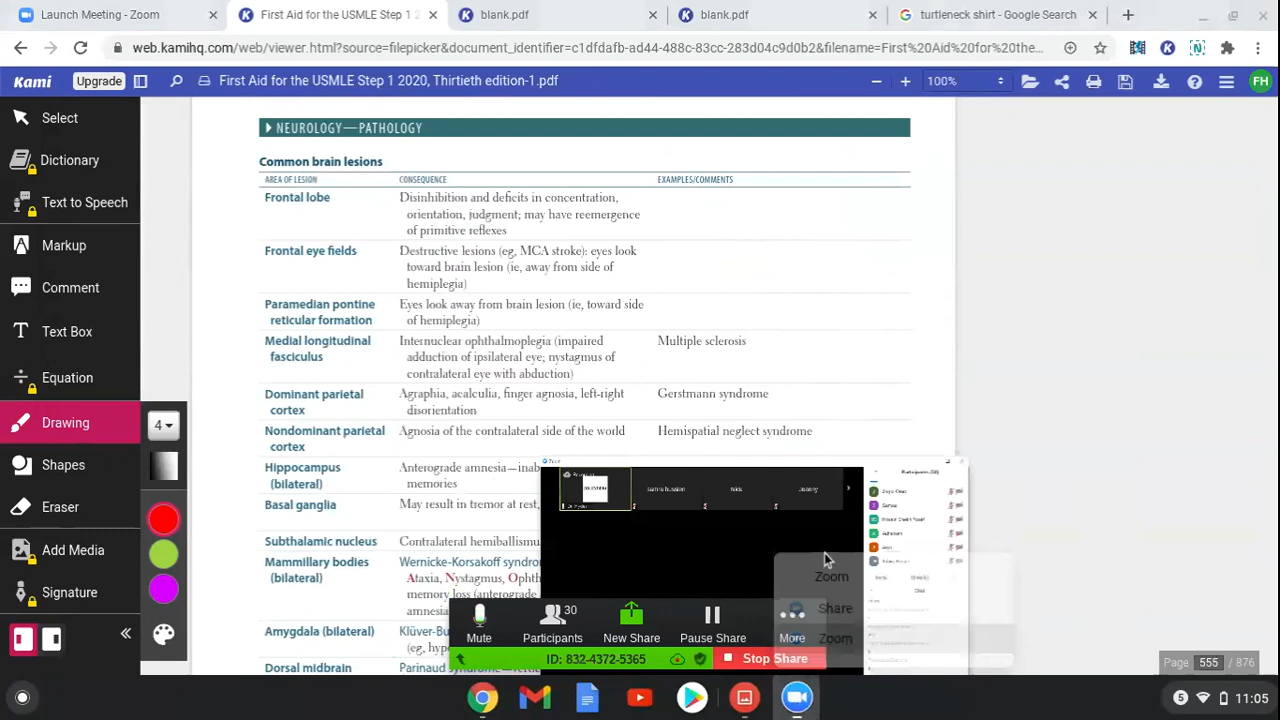 Launch Meeting - Zoom
First Aid for the USMLE Step 1 2
blank.pdf
blank.pdf
turtleneck shirt - Google Search
web.kamihq.com/web/viewer.html?source=filepicker&document_identifier=c1dfdafb-ad44-488c-83cc-283d04c9d0b2&filename=First%20Aid%20for%20the...
Kami
Upgrade
First Aid for the USMLE Step 1 2020, Thirtieth edition-1.pdf
100%
FH
Select
Dictionary
Text to Speech
Markup
Comment
Text Box
Equation
Drawing
4
Shapes
Eraser
Add Media
Signature
NEUROLOGY—PATHOLOGY
Common brain lesions
AREA OF LESION CONSEQUENCE EXAMPLES/COMMENTS
Frontal lobe Disinhibition and deficits in concentration,
orientation, judgment; may have reemergence
of primitive reflexes
Frontal eye fields Destructive lesions (eg, MCA stroke): eyes look
toward brain lesion (ie, away from side of
hemiplegia)
Paramedian pontine Eyes look away from brain lesion (ie, toward side
reticular formation of hemiplegia)
Medial longitudinal Internuclear ophthalmoplegia (impaired Multiple sclerosis
fasciculus adduction of ipsilateral eye; nystagmus of
contralateral eye with abduction)
Dominant parietal Agraphia, acalculia, finger agnosia, left-right Gerstmann syndrome
cortex disorientation
Nondominant parietal Agnosia of the contralateral side of the world Hemispatial neglect syndrome
cortex
Hippocampus Anterograde amnesia—inab
(bilateral) memories
Basal ganglia May result in tremor at rest,
Subthalamic nucleus Contralateral hemiballismu
Mammillary bodies Wernicke-Korsakoff syndro
(bilateral) Ataxia, Nystagmus, Ophth
memory loss (anterograde
amnesia
Amygdala (bilateral) Klüver-Bu
(eg, hype
Dorsal midbrain Parinaud syndrome—verti
Nick
Zoom
Share
Zoom
Mute
Participants
30
New Share
Pause Share
More
ID: 832-4372-5365
Stop Share
Page 555 / 876
5
11:05